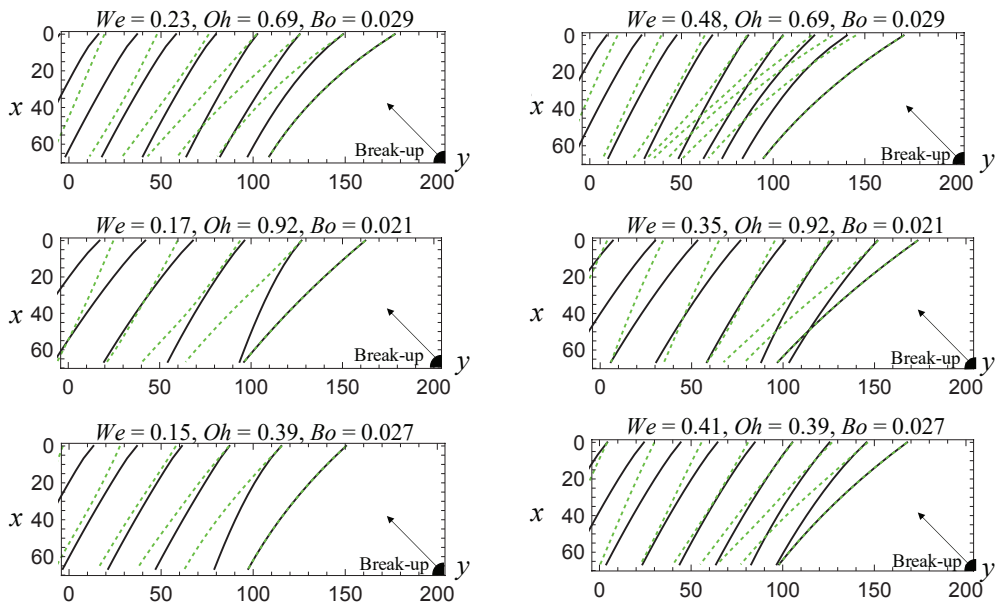 We = 0.23, Oh = 0.69, Bo = 0.029
0
20
40
60
x
Break-up
y
0 50 100 150 200
We = 0.48, Oh = 0.69, Bo = 0.029
0
20
40
60
x
Break-up
y
0 50 100 150 200
We = 0.17, Oh = 0.92, Bo = 0.021
0
20
40
60
x
Break-up
y
0 50 100 150 200
We = 0.35, Oh = 0.92, Bo = 0.021
0
20
40
60
x
Break-up
y
0 50 100 150 200
We = 0.15, Oh = 0.39, Bo = 0.027
0
20
40
60
x
Break-up
y
0 50 100 150 200
We = 0.41, Oh = 0.39, Bo = 0.027
0
20
40
60
x
Break-up
y
0 50 100 150 200